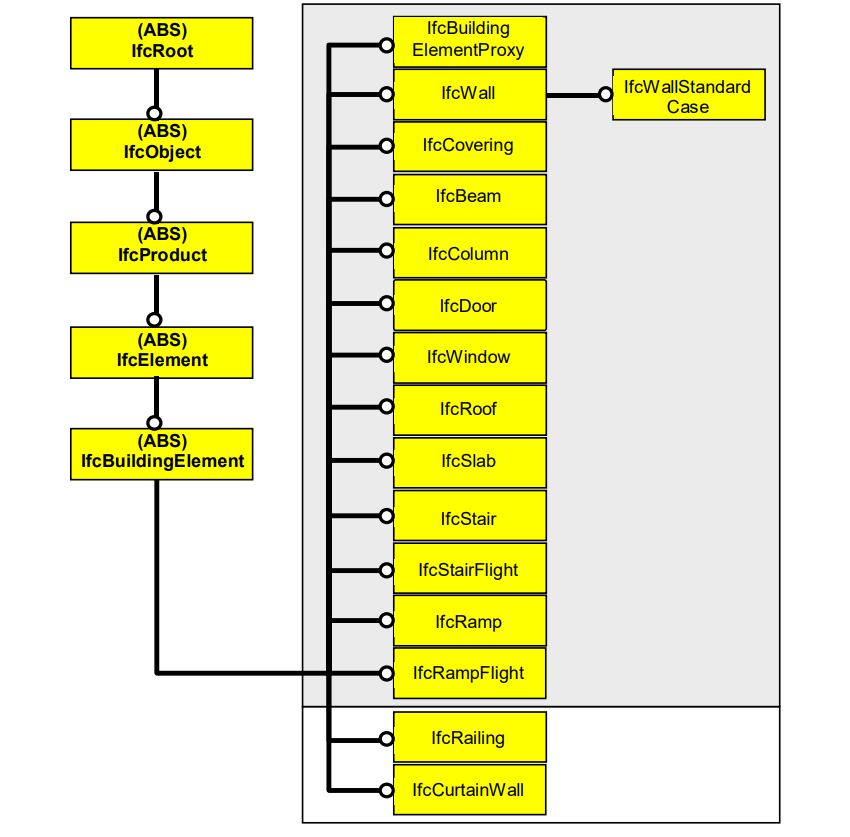 (ABS)
IfcRoot
(ABS)
IfcObject
(ABS)
IfcProduct
(ABS)
IfcElement
(ABS)
IfcBuildingElement
IfcBuilding
ElementProxy
IfcWall
IfcWallStandard
Case
IfcCovering
IfcBeam
IfcColumn
IfcDoor
IfcWindow
IfcRoof
IfcSlab
IfcStair
IfcStairFlight
IfcRamp
IfcRampFlight
IfcRailing
IfcCurtainWall